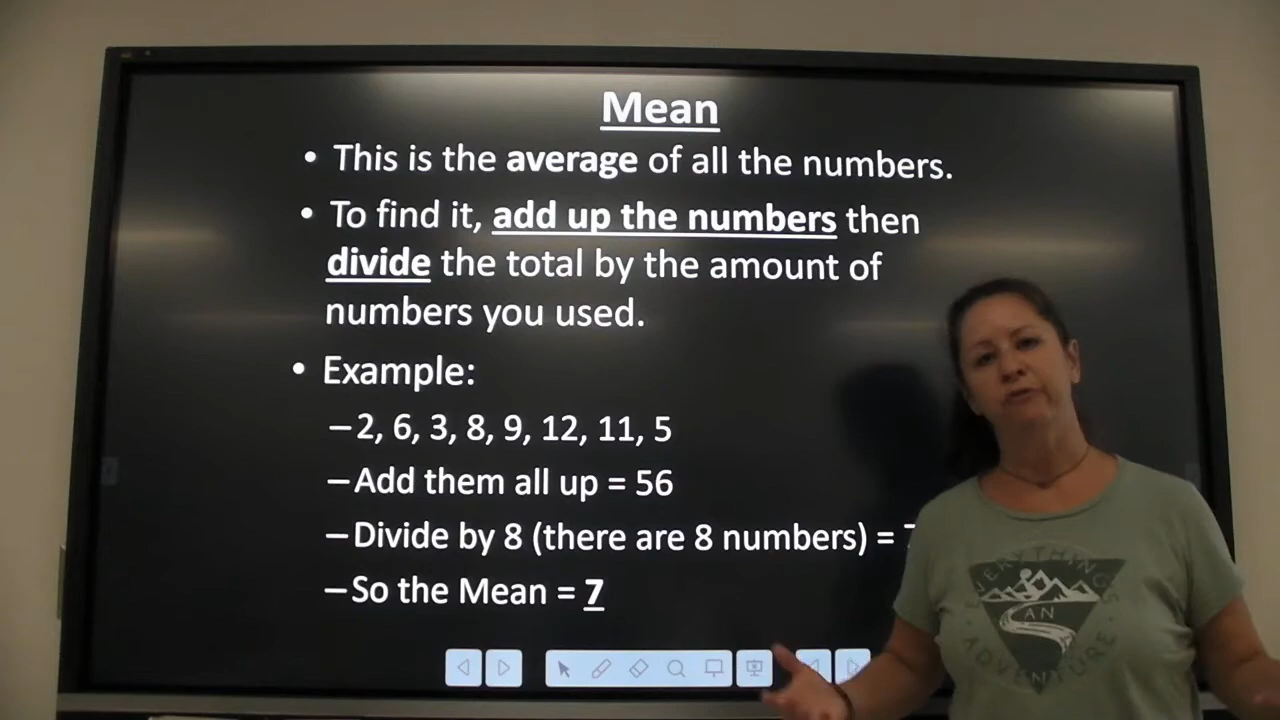 Mean
• This is the average of all the numbers.
• To find it, add up the numbers then
divide the total by the amount of
numbers you used.
• Example:
–2, 6, 3, 8, 9, 12, 11, 5
–Add them all up = 56
–Divide by 8 (there are 8 numbers) =
–So the Mean = 7
EVERYTHING'S
AN
ADVENTURE